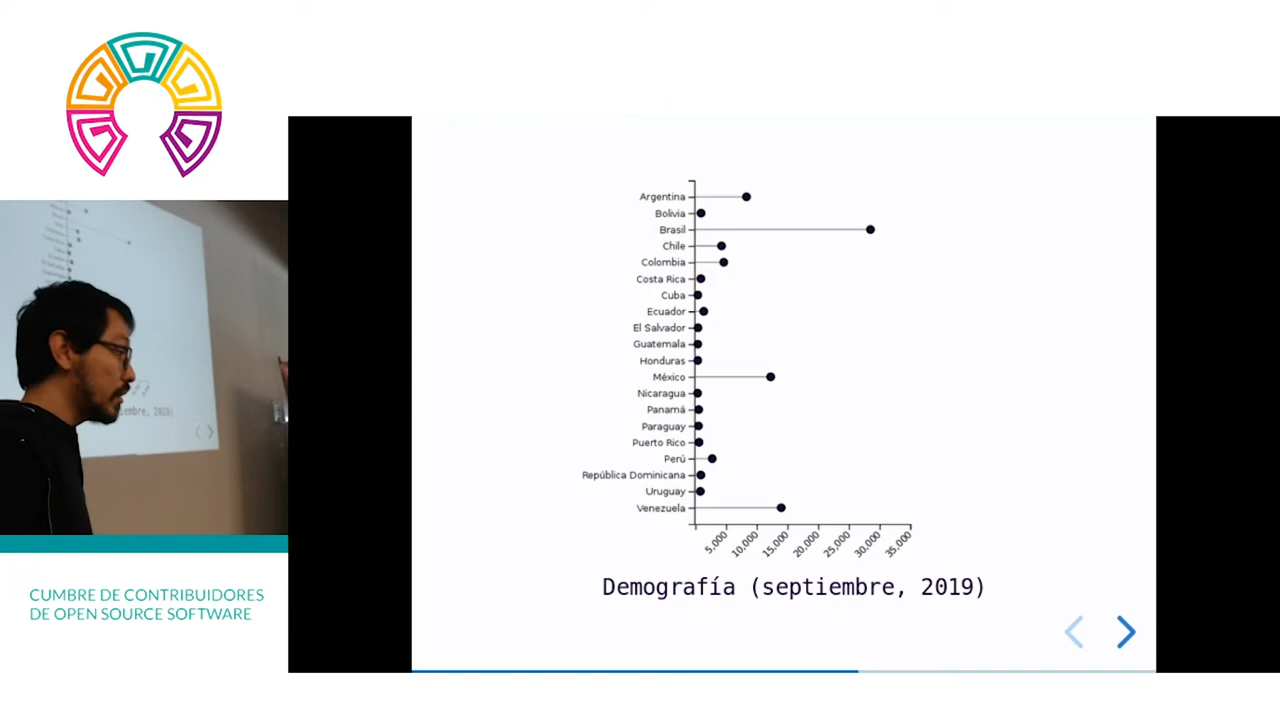 Argentina
Bolivia
Brasil
Chile
Colombia
Costa Rica
Cuba
Ecuador
El Salvador
Guatemala
Honduras
México
Nicaragua
Panamá
Paraguay
Puerto Rico
Perú
República Dominicana
Uruguay
Venezuela
5,000 10,000 15,000 20,000 25,000 30,000 35,000
Demografía (septiembre, 2019)
iembre, 2019)
CUMBRE DE CONTRIBUIDORES
DE OPEN SOURCE SOFTWARE